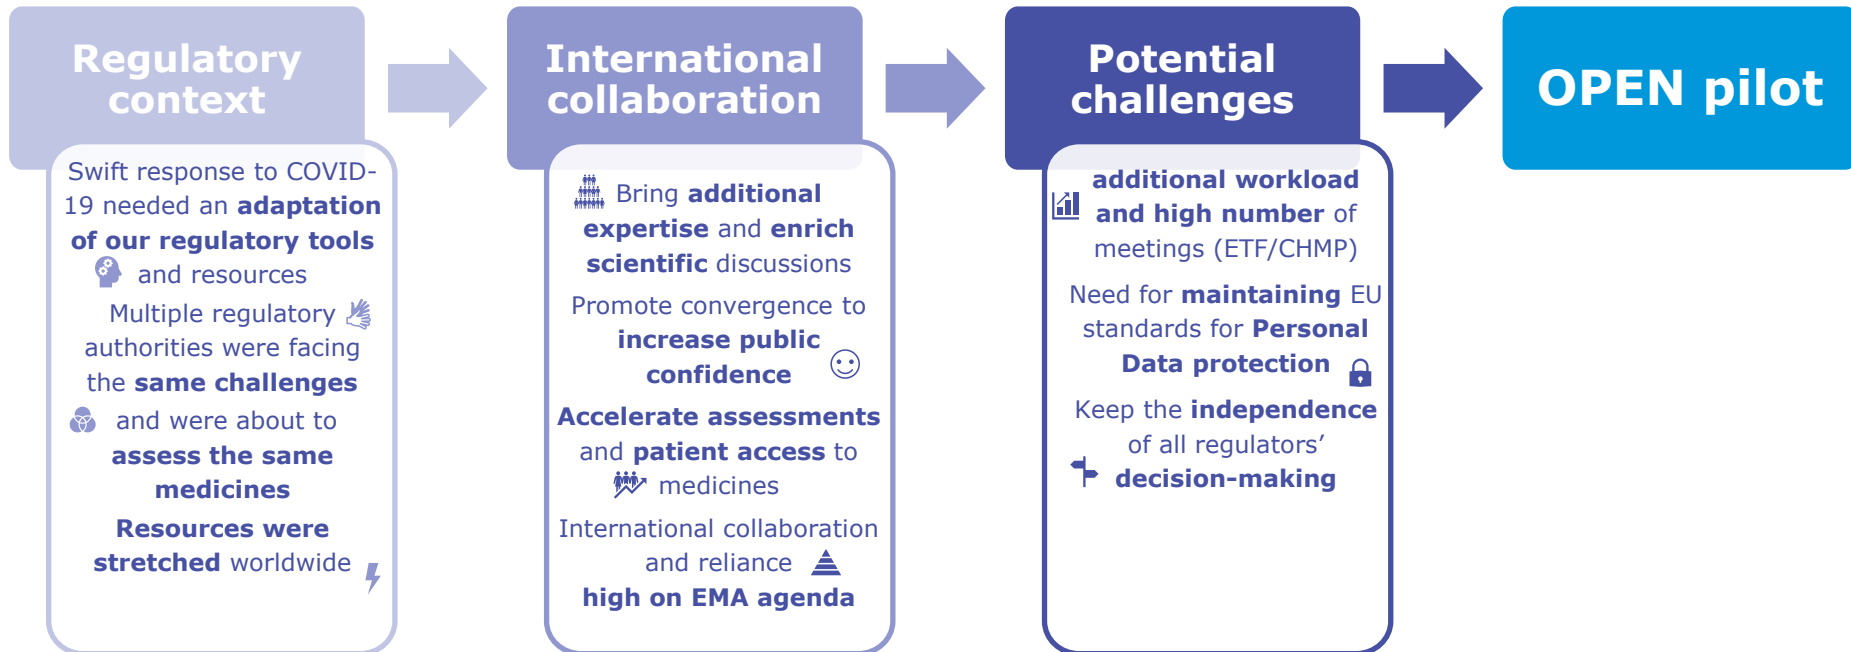 Regulatory
context
Swift response to COVID-
19 needed an adaptation
of our regulatory tools
and resources
Multiple regulatory
authorities were facing
the same challenges
and were about to
assess the same
medicines
Resources were
stretched worldwide
International
collaboration
Bring additional
expertise and enrich
scientific discussions
Promote convergence to
increase public
confidence
Accelerate assessments
and patient access to
medicines
International collaboration
and reliance
high on EMA agenda
Potential
challenges
additional workload
and high number of
meetings (ETF/CHMP)
Need for maintaining EU
standards for Personal
Data protection
Keep the independence
of all regulators’
decision-making
OPEN pilot